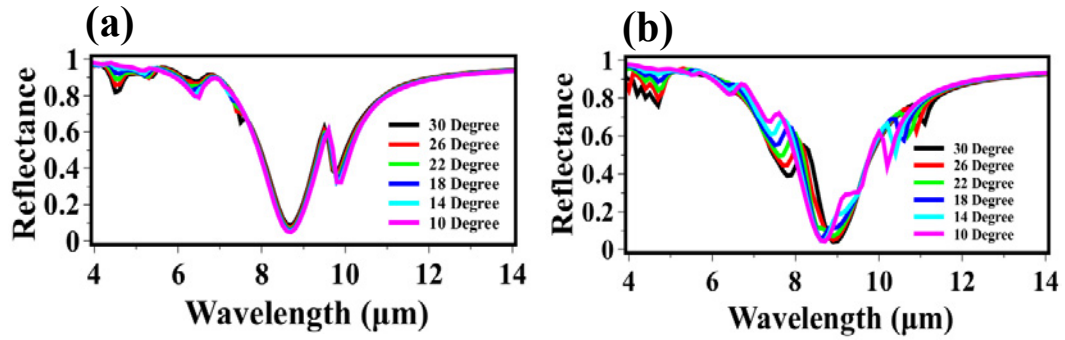 (a)
Reflectance
1
0.8
0.6
0.4
0.2
0
30 Degree
26 Degree
22 Degree
18 Degree
14 Degree
10 Degree
4 6 8 10 12 14
Wavelength (μm)
(b)
Reflectance
1
0.8
0.6
0.4
0.2
0
30 Degree
26 Degree
22 Degree
18 Degree
14 Degree
10 Degree
4 6 8 10 12 14
Wavelength (μm)